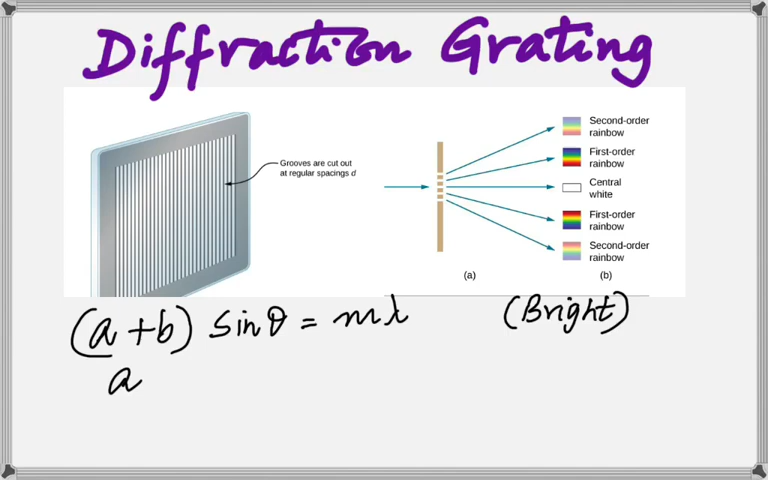 Diffraction Grating
Grooves are cut out
at regular spacings d
Second-order
rainbow
First-order
rainbow
Central
white
First-order
rainbow
Second-order
rainbow
(a)
(b)
(a+b) sinθ = mλ (Bright)
a